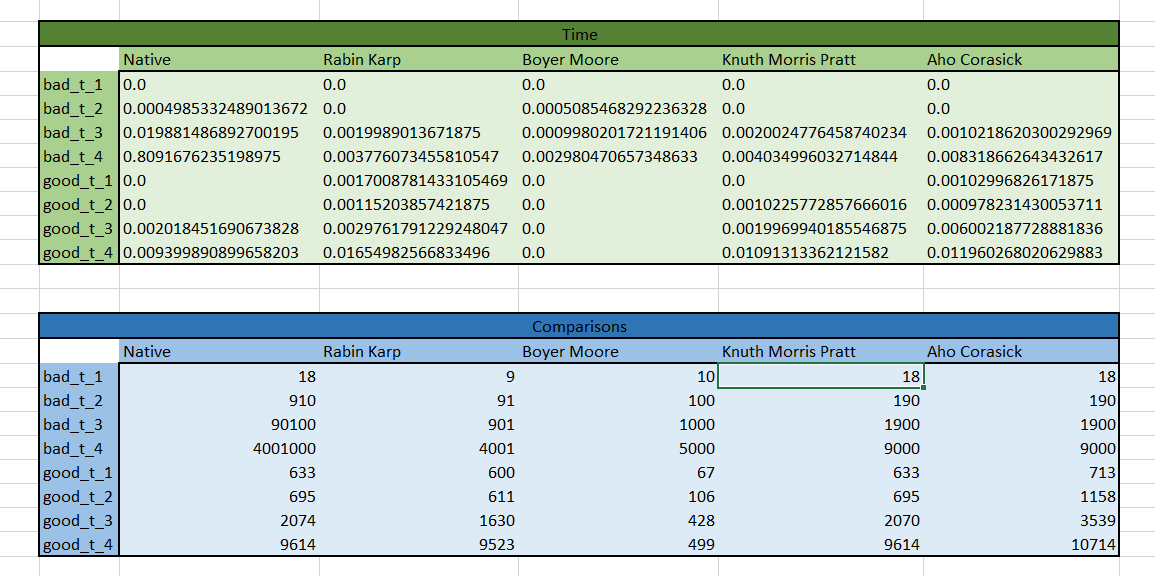 Time
Native Rabin Karp Boyer Moore Knuth Morris Pratt Aho Corasick
bad_t_1 0.0 0.0 0.0 0.0 0.0
bad_t_2 0.0004985332489013672 0.0 0.0005085468292236328 0.0 0.0
bad_t_3 0.019881486892700195 0.0019989013671875 0.0009980201721191406 0.0020024776458740234 0.0010218620300292969
bad_t_4 0.8091676235198975 0.003776073455810547 0.002980470657348633 0.004034996032714844 0.008318662643432617
good_t_1 0.0 0.0017008781433105469 0.0 0.0 0.00102996826171875
good_t_2 0.0 0.00115203857421875 0.0 0.0010225772857666016 0.000978231430053711
good_t_3 0.002018451690673828 0.0029761791229248047 0.0 0.0019969940185546875 0.006002187728881836
good_t_4 0.009399890899658203 0.01654982566833496 0.0 0.01091313362121582 0.011960268020629883
Comparisons
Native Rabin Karp Boyer Moore Knuth Morris Pratt Aho Corasick
bad_t_1 18 9 10 18 18
bad_t_2 910 91 100 190 190
bad_t_3 90100 901 1000 1900 1900
bad_t_4 4001000 4001 5000 9000 9000
good_t_1 633 600 67 633 713
good_t_2 695 611 106 695 1158
good_t_3 2074 1630 428 2070 3539
good_t_4 9614 9523 499 9614 10714